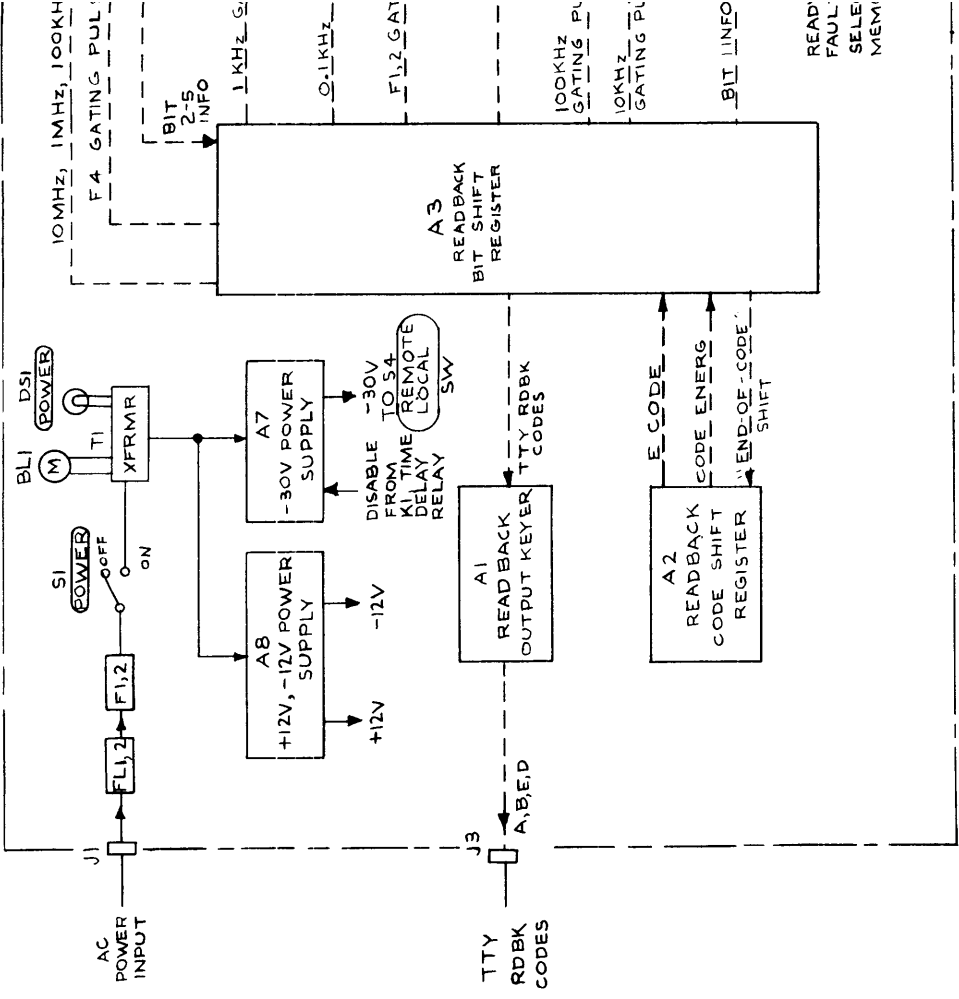 10MHz, 1MHz, 100KH
F4 GATING PUL
BIT
2-5
INFO
1KHz G
0.1KHz
F1,2 GAT
100KHz
GATING PU
10KHz
GATING PU
BIT 1 INFO
READ
FAUL
SELE
MEM
A3
READBACK
BIT SHIFT
REGISTER
DS1
POWER
BL1
M
T1
XFRMR
S1
POWER
OFF
ON
F1,2
FL1,2
J1
AC
POWER
INPUT
A7
-30V POWER
SUPPLY
-30V
TO S4
REMOTE
LOCAL
SW
DISABLE
FROM
K1 TIME
DELAY
RELAY
A8
+12V, -12V POWER
SUPPLY
-12V
+12V
TTY RDBK
CODES
A1
READBACK
OUTPUT KEYER
A,B,E,D
J3
TTY
RDBK
CODES
E CODE
CODE ENERG
"END-OF-CODE"
SHIFT
A2
READBACK
CODE SHIFT
REGISTER